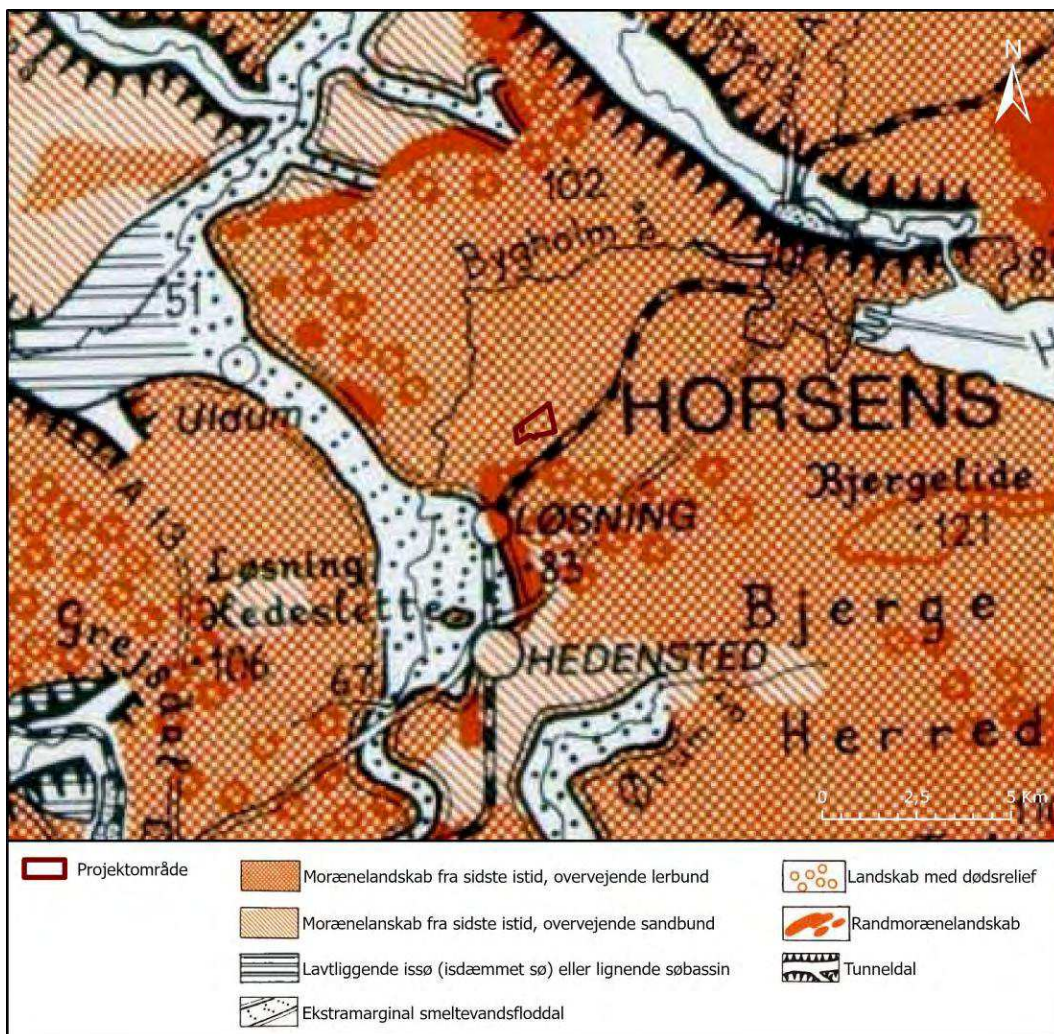 N
102
Bygholm å
51
HORSENS
Uldum
Bjergelide
121
LØSNING
83
Løsning
Hedeslette
Bjerge
Grejsdal
106
HEDENSTED
67
Herred
0 2,5 5 Km
Projektområde
Morænelandskab fra sidste istid, overvejende lerbund
Morænelanskab fra sidste istid, overvejende sandbund
Lavtliggende issø (isdæmmet sø) eller lignende søbassin
Ekstramarginal smeltevandsfloddal
Landskab med dødsrelief
Randmorænelandskab
Tunneldal